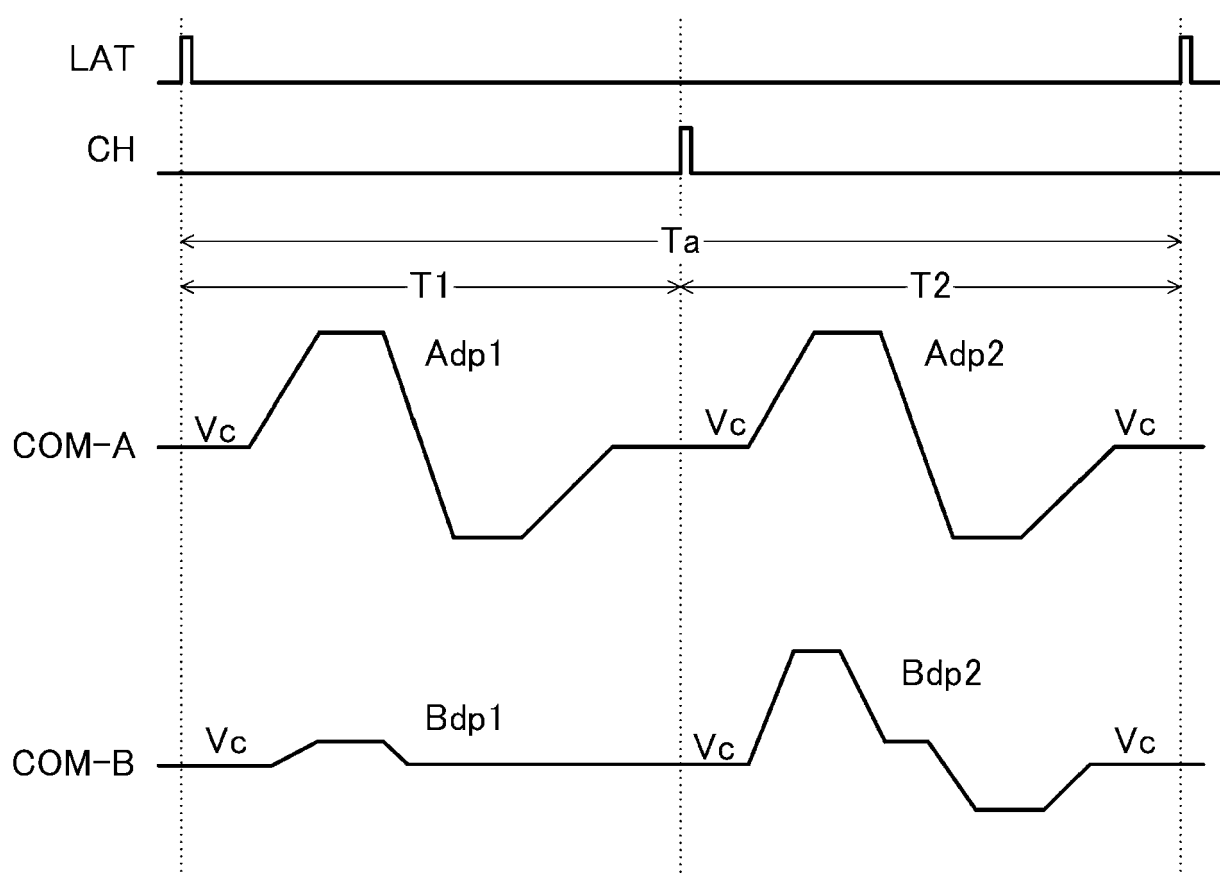 LAT
CH
Ta
T1 T2
Adp1 Adp2
Vc Vc Vc
COM-A
Bdp2
Bdp1
Vc Vc Vc
COM-B